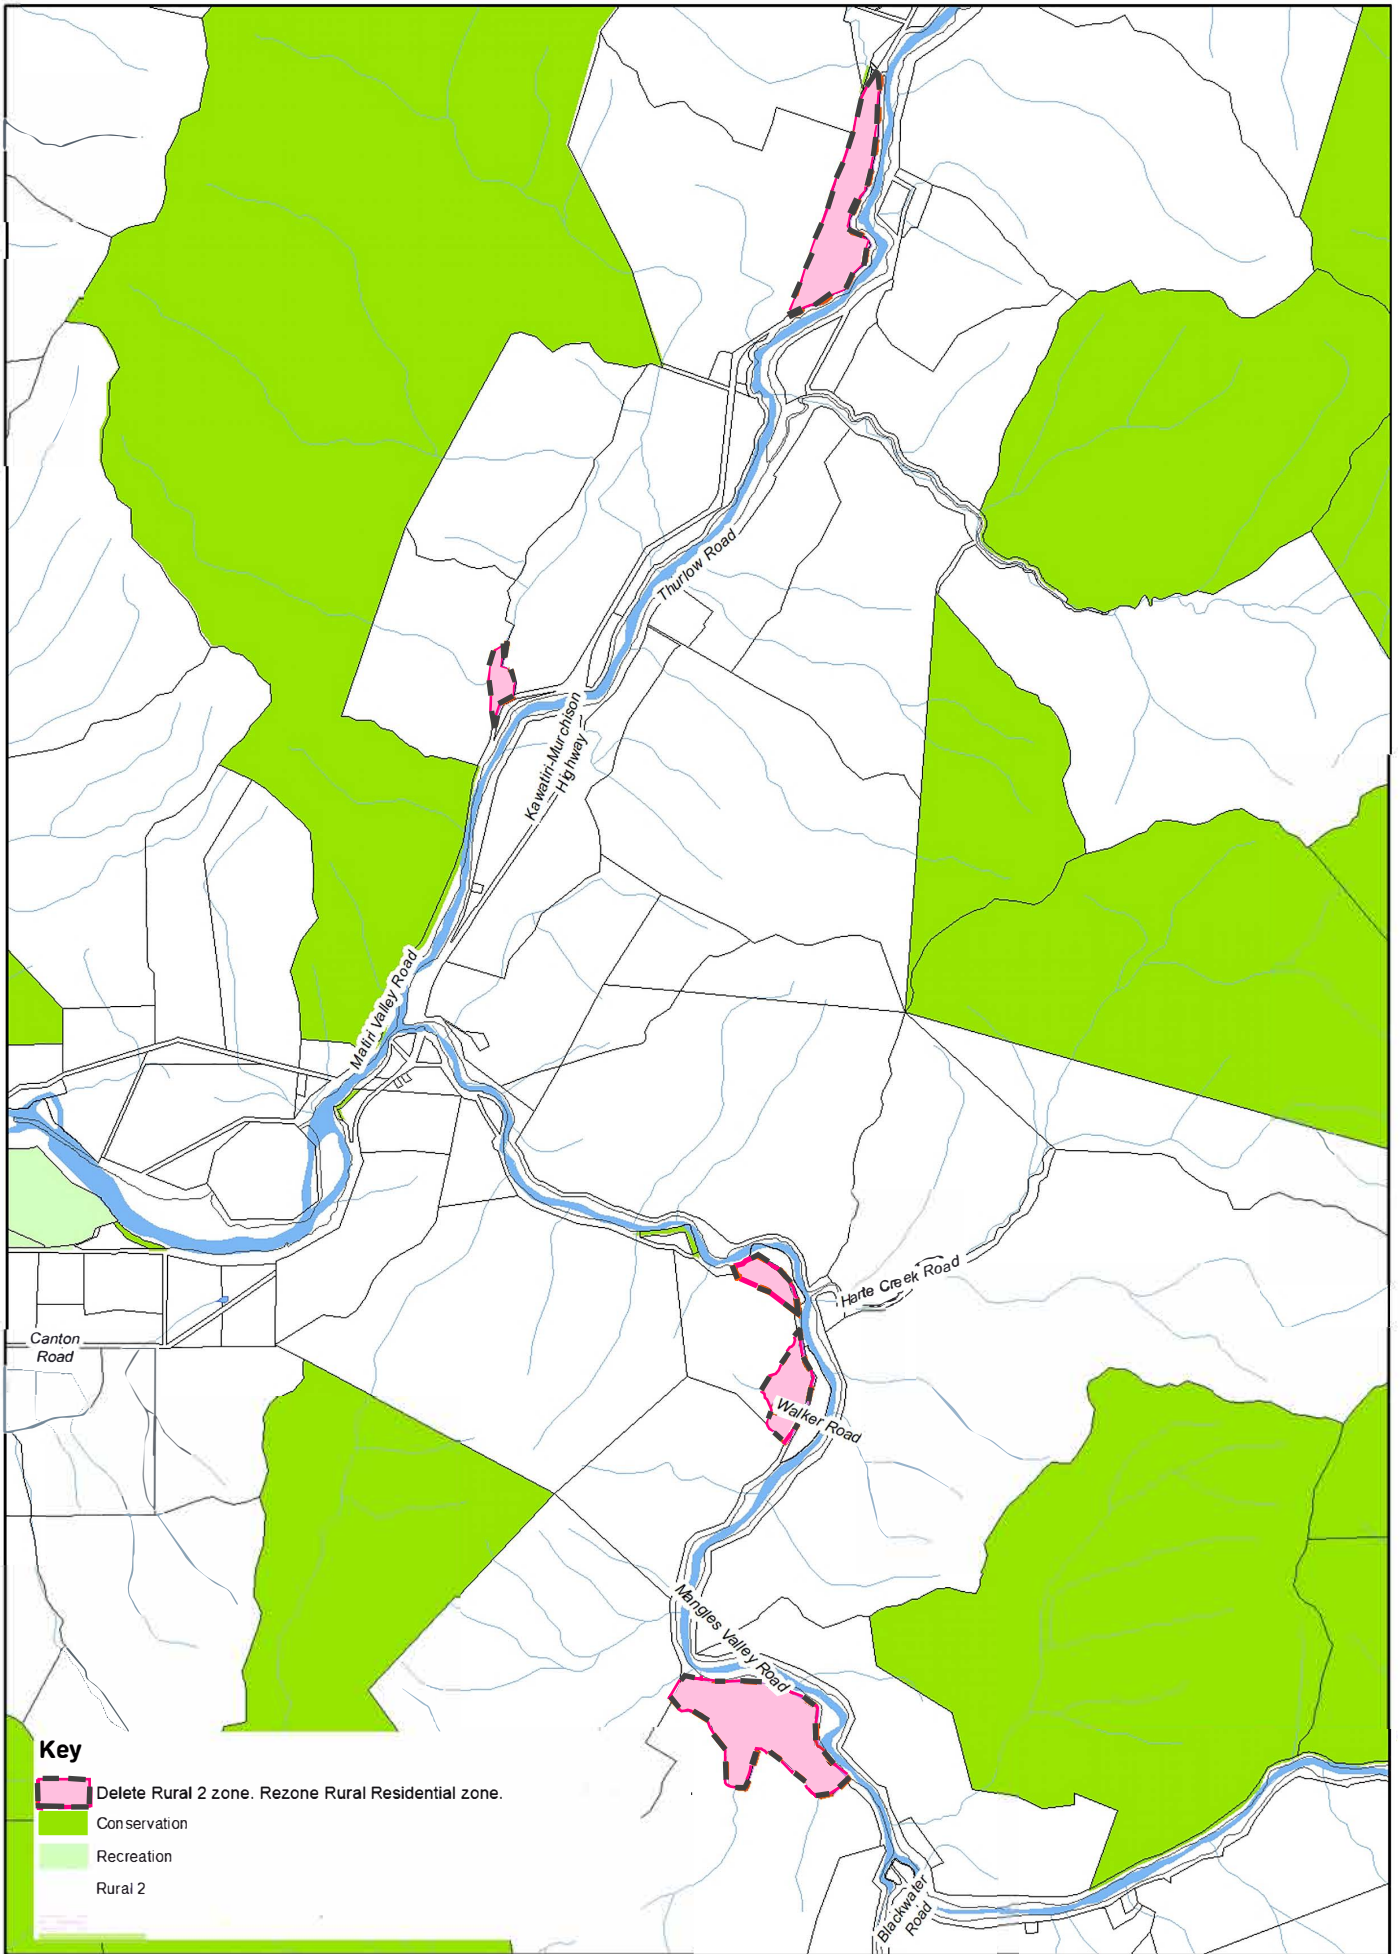 Thurlow Road
Kawatiri-Murchison
Highway
Matiri Valley Road
Harte Creek Road
Canton
Road
Walker Road
Mangles Valley Road
Key
Delete Rural 2 zone. Rezone Rural Residential zone.
Conservation
Recreation
Rural 2
Blackwater
Road